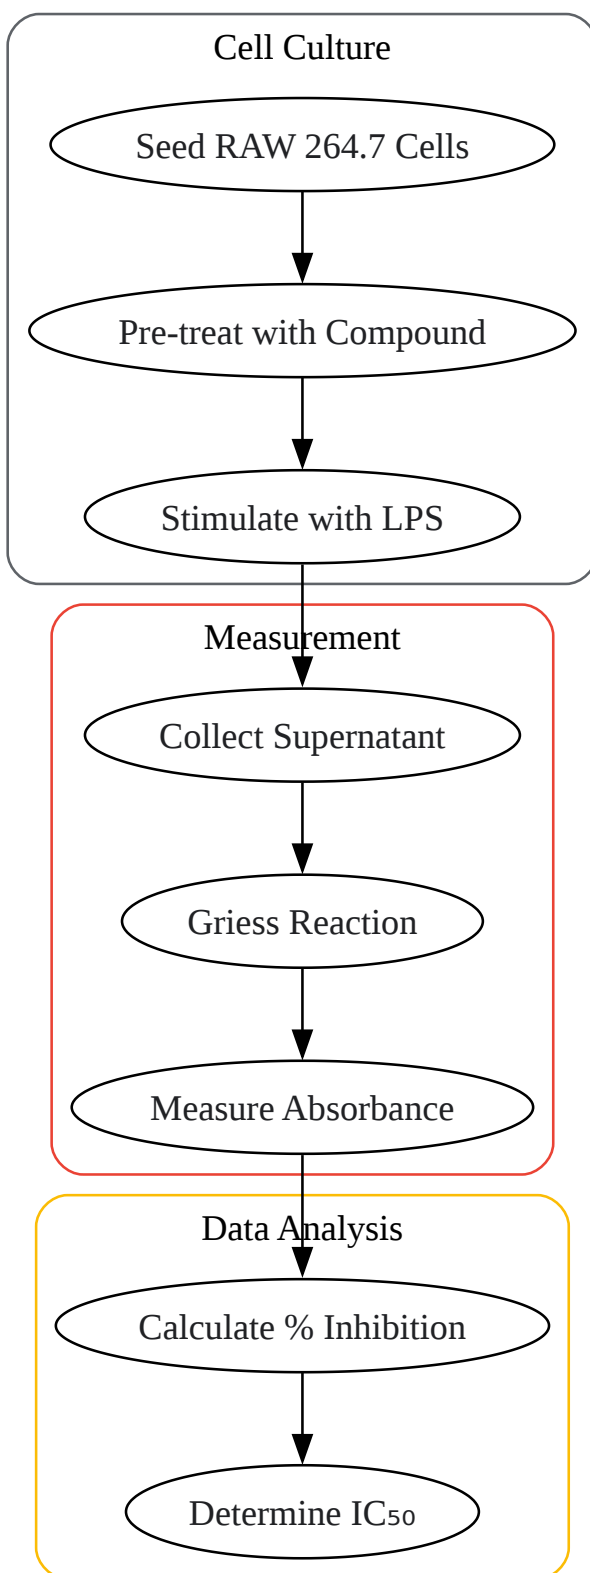 Cell Culture
Seed RAW 264.7 Cells
Pre-treat with Compound
Stimulate with LPS
Measurement
Collect Supernatant
Griess Reaction
Measure Absorbance
Data Analysis
Calculate % Inhibition
Determine IC₅₀